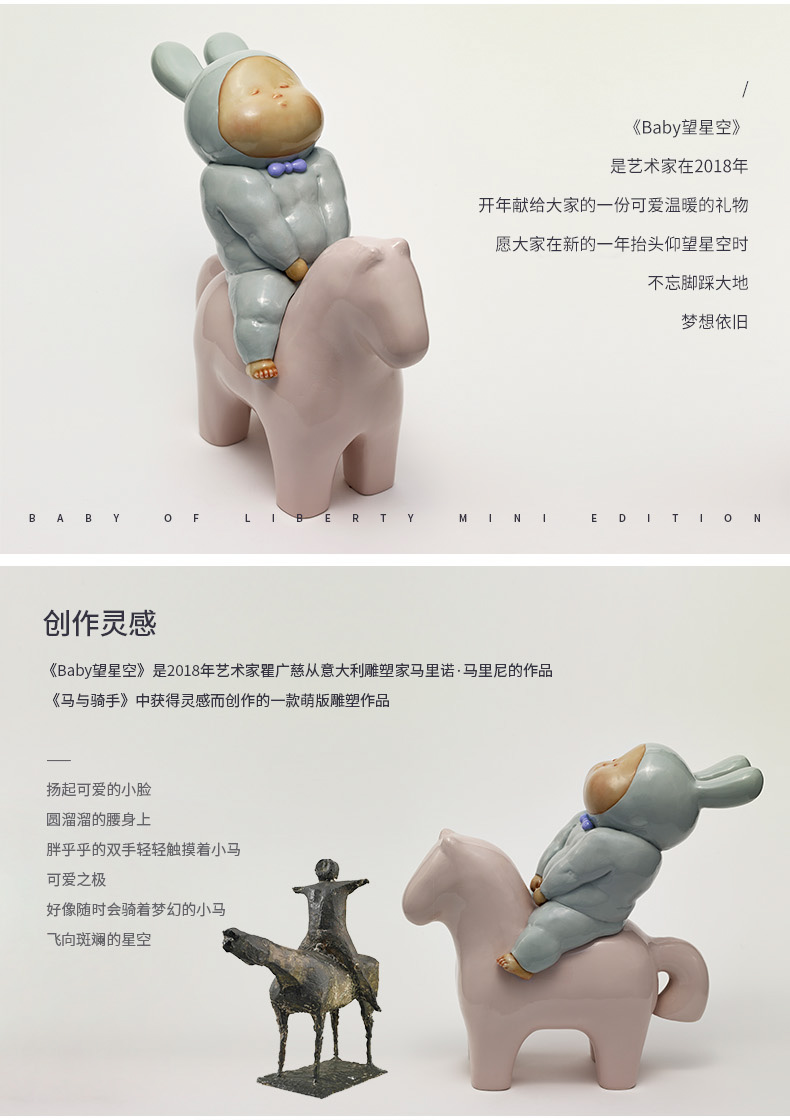 /
《Baby望星空》
是艺术家在2018年
开年献给大家的一份可爱温暖的礼物
愿大家在新的一年抬头仰望星空时
不忘脚踩大地
梦想依旧
BABY OF LIBERTY MINI EDITION
创作灵感
《Baby望星空》是2018年艺术家瞿广慈从意大利雕塑家马里诺·马里尼的作品
《马与骑手》中获得灵感而创作的一款萌版雕塑作品
扬起可爱的小脸
圆溜溜的腰身上
胖乎乎的双手轻轻触摸着小马
可爱之极
好像随时会骑着梦幻的小马
飞向斑斓的星空